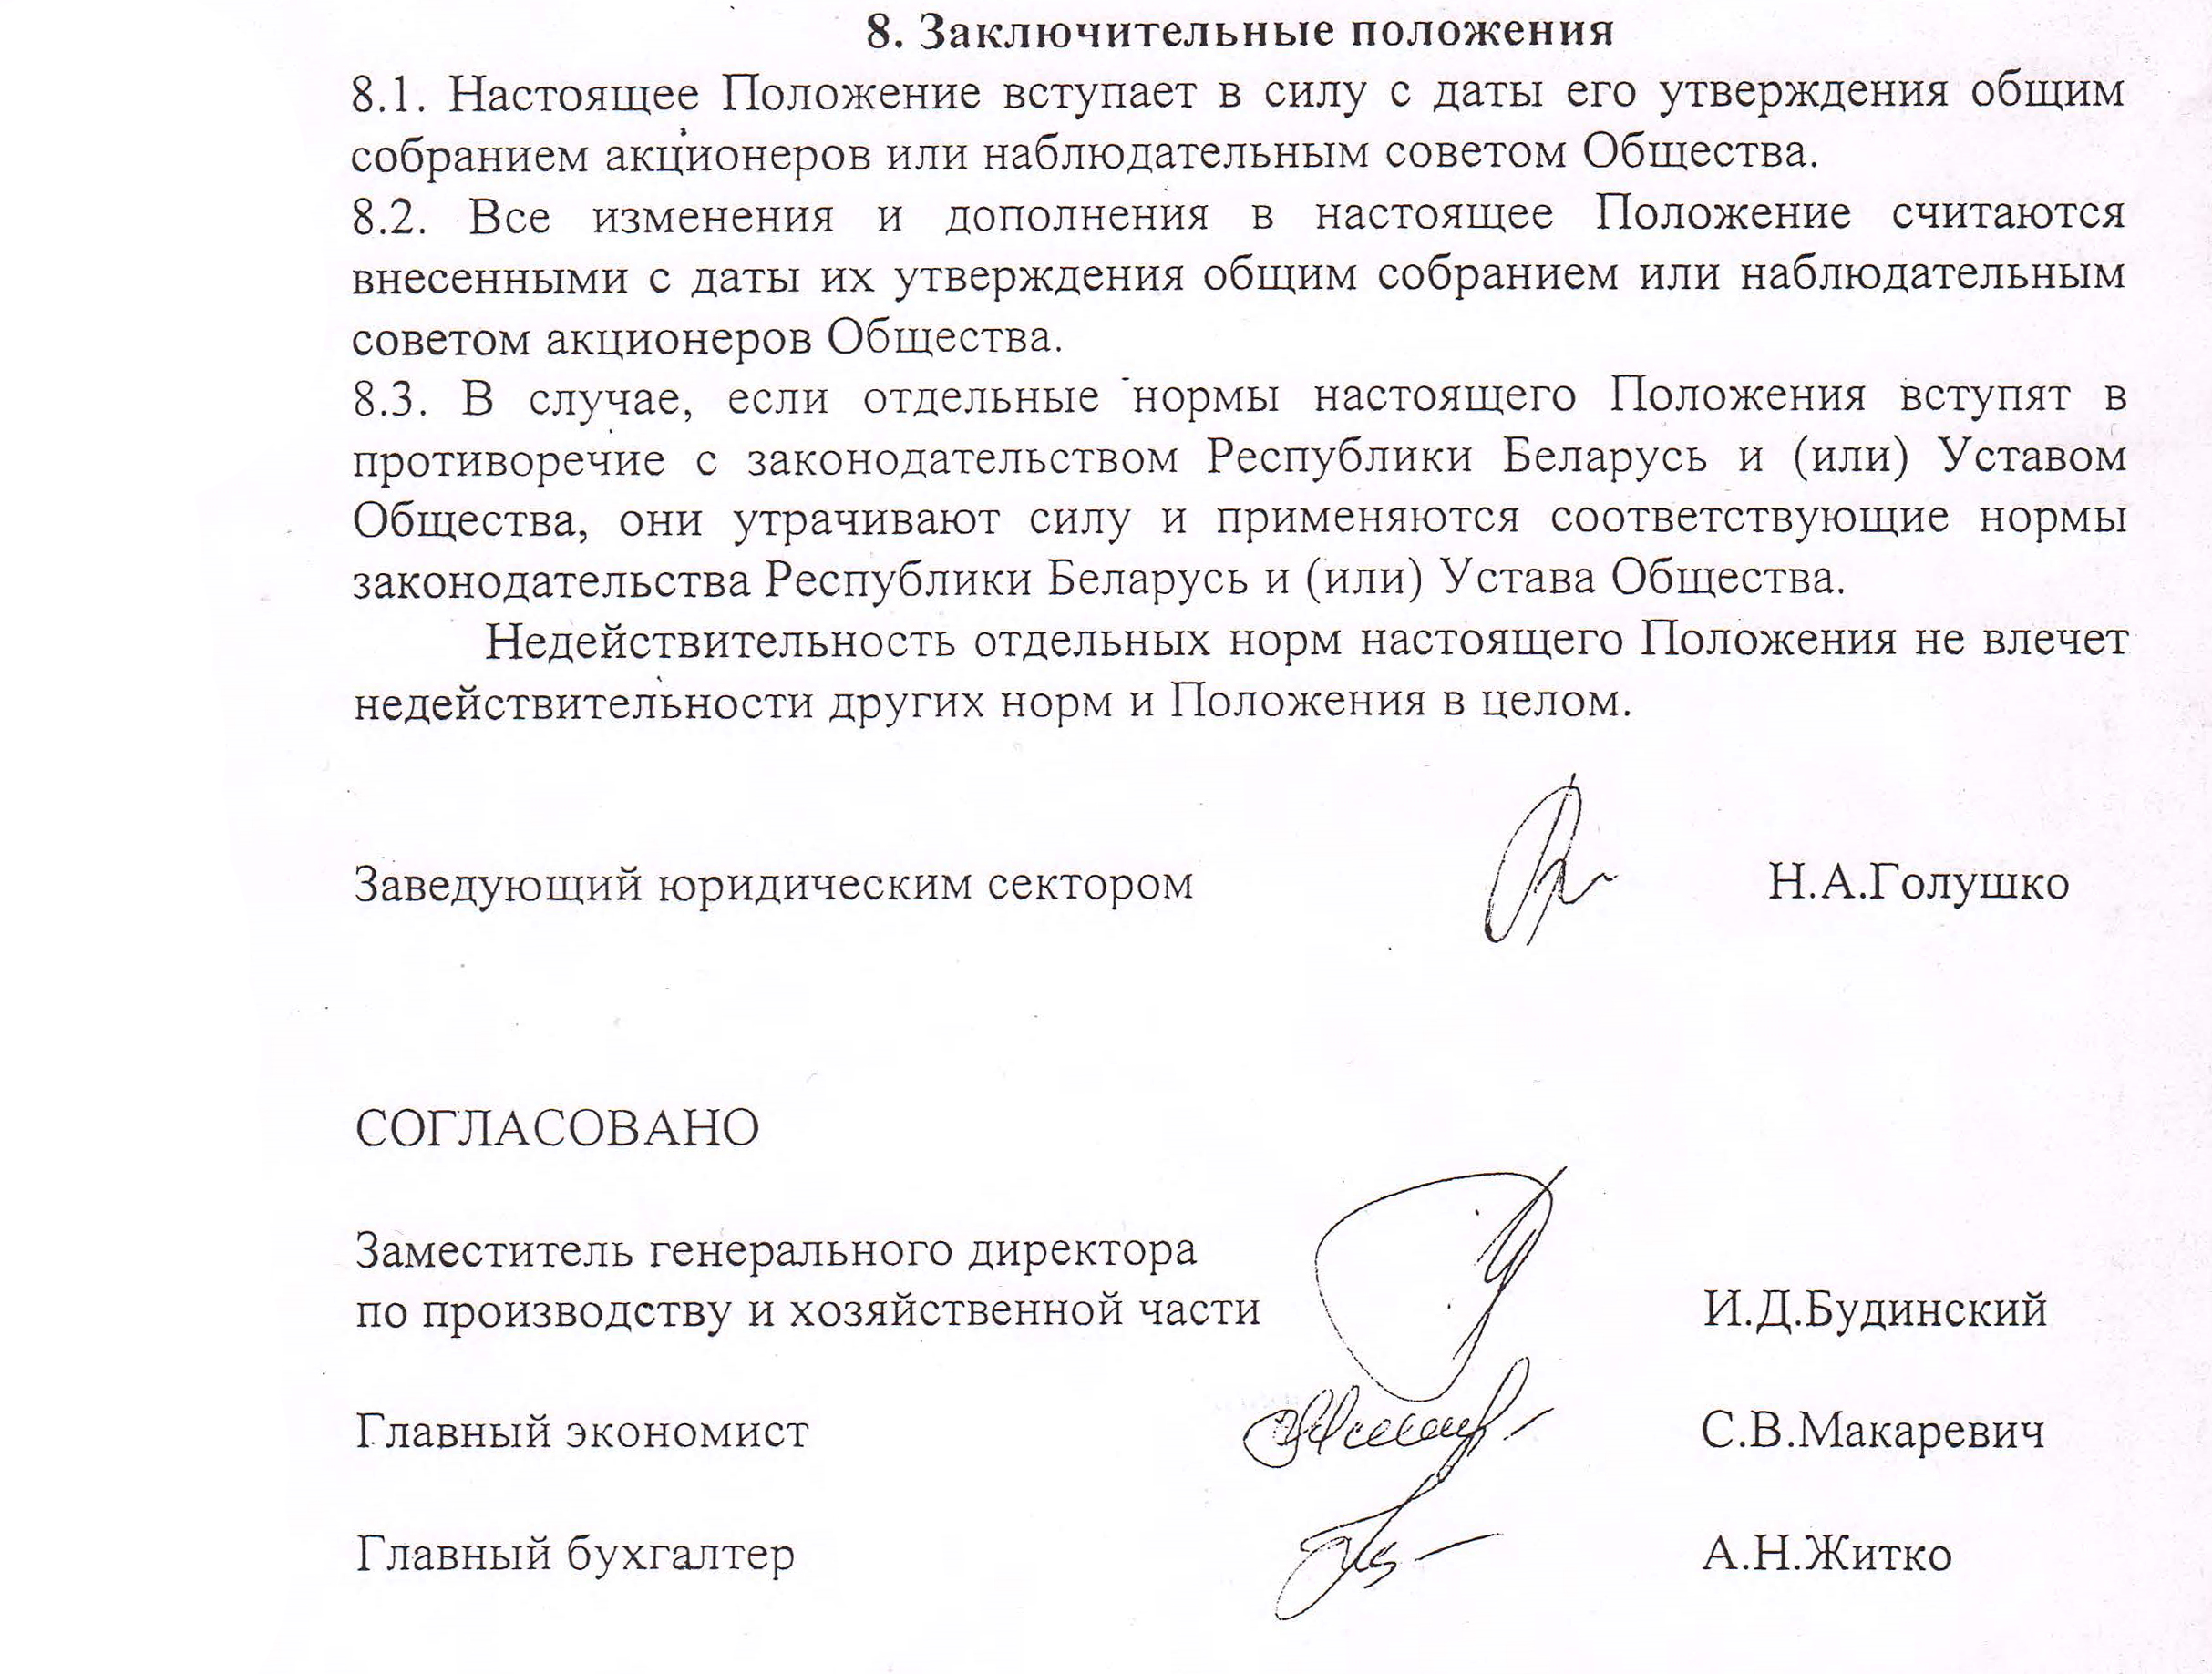 8. Заключительные положения
8.1. Настоящее Положение вступает в силу с даты его утверждения общим
собранием акционеров или наблюдательным советом Общества.
8.2. Все изменения и дополнения в настоящее Положение считаются
внесенными с даты их утверждения общим собранием или наблюдательным
советом акционеров Общества.
8.3. В случае, если отдельные нормы настоящего Положения вступят в
противоречие с законодательством Республики Беларусь и (или) Уставом
Общества, они утрачивают силу и применяются соответствующие нормы
законодательства Республики Беларусь и (или) Устава Общества.
Недействительность отдельных норм настоящего Положения не влечет
недействительности других норм и Положения в целом.
Заведующий юридическим сектором Н.А.Голушко
СОГЛАСОВАНО
Заместитель генерального директора
по производству и хозяйственной части И.Д.Будинский
Главный экономист С.В.Макаревич
Главный бухгалтер А.Н.Житко